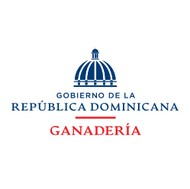 GOBIERNO DE LA
REPÚBLICA DOMINICANA
GANADERÍA